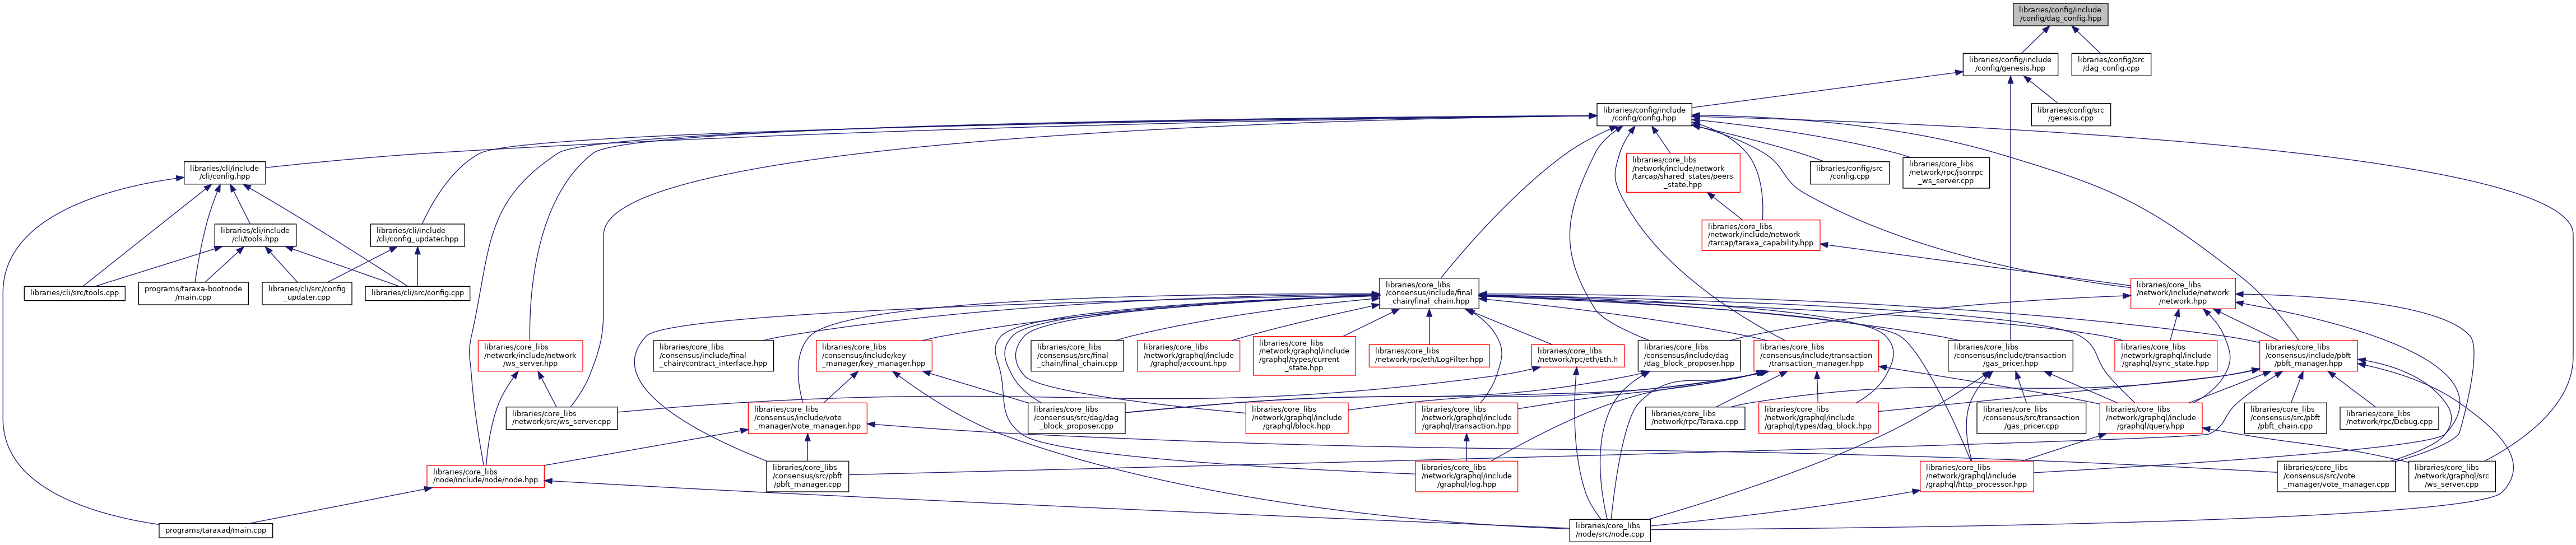 libraries/config/include
/config/dag_config.hpp
libraries/config/include
/config/genesis.hpp
libraries/config/src
/dag_config.cpp
libraries/config/include
/config/config.hpp
libraries/config/src
/genesis.cpp
libraries/cli/include
/cli/config.hpp
libraries/core_libs
/network/include/network
/tarcap/shared_states/peers
_state.hpp
libraries/config/src
/config.cpp
libraries/core_libs
/network/rpc/jsonrpc
_ws_server.cpp
libraries/cli/include
/cli/tools.hpp
libraries/cli/include
/cli/config_updater.hpp
libraries/core_libs
/network/include/network
/tarcap/taraxa_capability.hpp
libraries/cli/src/tools.cpp
programs/taraxa-bootnode
/main.cpp
libraries/cli/src/config
_updater.cpp
libraries/cli/src/config.cpp
libraries/core_libs
/consensus/include/final
_chain/final_chain.hpp
libraries/core_libs
/network/include/network
/network.hpp
libraries/core_libs
/network/include/network
/ws_server.hpp
libraries/core_libs
/consensus/include/final
_chain/contract_interface.hpp
libraries/core_libs
/consensus/include/key
_manager/key_manager.hpp
libraries/core_libs
/consensus/src/final
_chain/final_chain.cpp
libraries/core_libs
/network/graphql/include
/graphql/account.hpp
libraries/core_libs
/network/graphql/include
/graphql/types/current
_state.hpp
libraries/core_libs
/network/rpc/eth/LogFilter.hpp
libraries/core_libs
/network/rpc/eth/Eth.h
libraries/core_libs
/consensus/include/dag
/dag_block_proposer.hpp
libraries/core_libs
/consensus/include/transaction
/transaction_manager.hpp
libraries/core_libs
/consensus/include/transaction
/gas_pricer.hpp
libraries/core_libs
/network/graphql/include
/graphql/sync_state.hpp
libraries/core_libs
/consensus/include/pbft
/pbft_manager.hpp
libraries/core_libs
/network/src/ws_server.cpp
libraries/core_libs
/consensus/include/vote
_manager/vote_manager.hpp
libraries/core_libs
/consensus/src/dag/dag
_block_proposer.cpp
libraries/core_libs
/network/graphql/include
/graphql/block.hpp
libraries/core_libs
/network/graphql/include
/graphql/transaction.hpp
libraries/core_libs
/network/rpc/Taraxa.cpp
libraries/core_libs
/network/graphql/include
/graphql/types/dag_block.hpp
libraries/core_libs
/consensus/src/transaction
/gas_pricer.cpp
libraries/core_libs
/network/graphql/include
/graphql/query.hpp
libraries/core_libs
/consensus/src/pbft
/pbft_chain.cpp
libraries/core_libs
/network/rpc/Debug.cpp
libraries/core_libs
/node/include/node/node.hpp
libraries/core_libs
/consensus/src/pbft
/pbft_manager.cpp
libraries/core_libs
/network/graphql/include
/graphql/log.hpp
libraries/core_libs
/network/graphql/include
/graphql/http_processor.hpp
libraries/core_libs
/consensus/src/vote
_manager/vote_manager.cpp
libraries/core_libs
/network/graphql/src
/ws_server.cpp
programs/taraxad/main.cpp
libraries/core_libs
/node/src/node.cpp